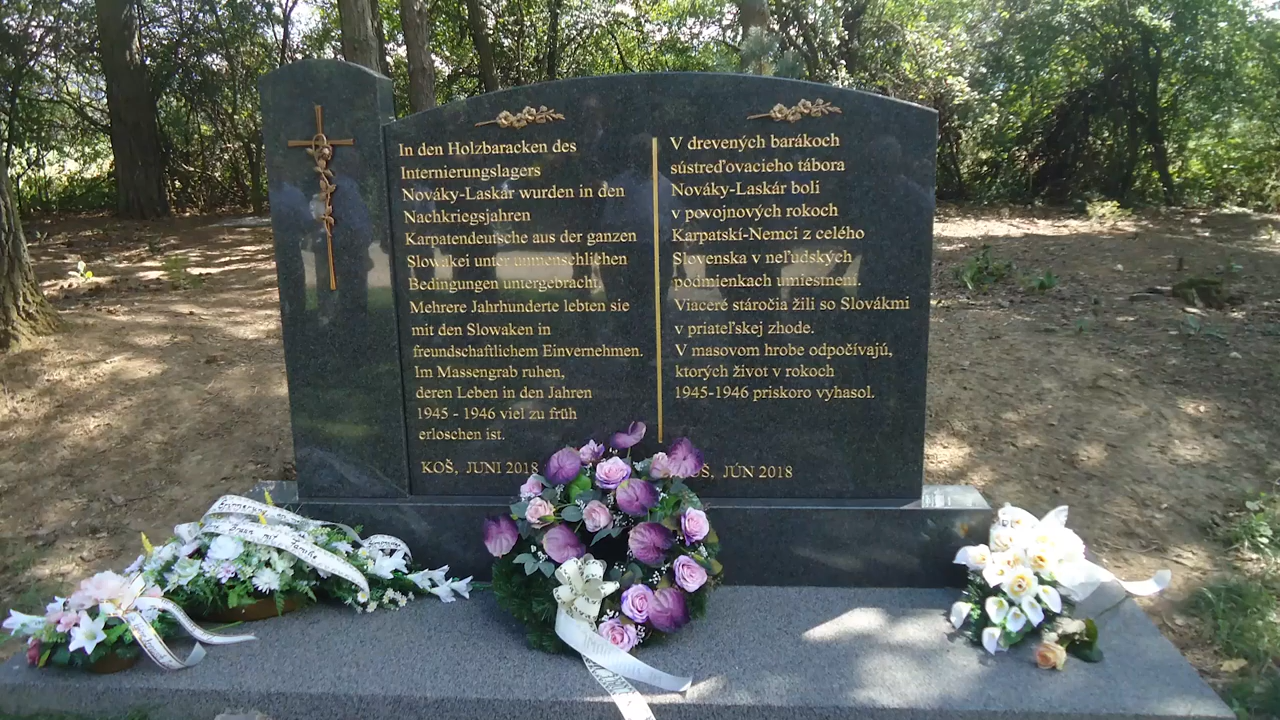 In den Holzbaracken des
Internierungslagers
Nováky-Laskár wurden in den
Nachkriegsjahren
Karpatendeutsche aus der ganzen
Slowakei unter unmenschlichen
Bedingungen untergebracht.
Mehrere Jahrhunderte lebten sie
mit den Slowaken in
freundschaftlichem Einvernehmen.
Im Massengrab ruhen,
deren Leben in den Jahren
1945 - 1946 viel zu früh
erloschen ist.
KOŠ, JUNI 2018
V drevených barákoch
sústreďovacieho tábora
Nováky-Laskár boli
v povojnových rokoch
Karpatskí-Nemci z celého
Slovenska v neľudských
podmienkach umiestnení.
Viaceré stáročia žili so Slovákmi
v priateľskej zhode.
V masovom hrobe odpočívajú,
ktorých život v rokoch
1945-1946 priskoro vyhasol.
KOŠ, JÚN 2018